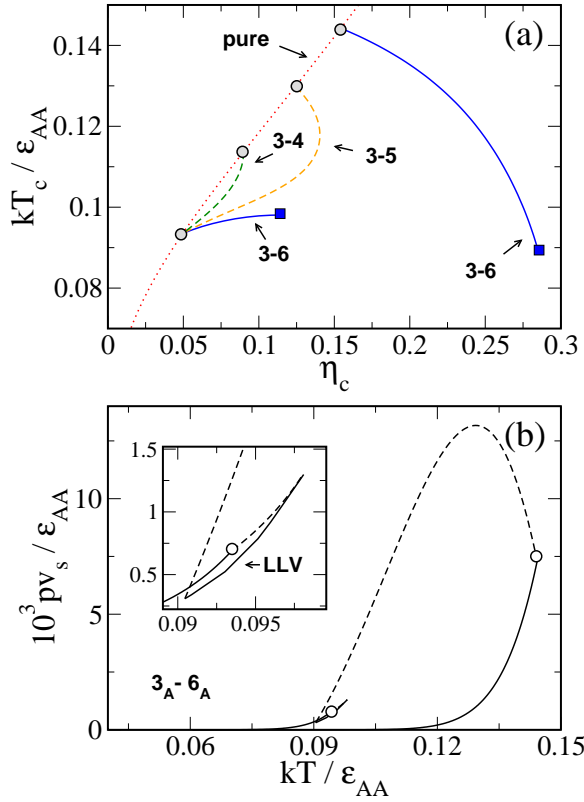 (a)
pure
3-4
3-5
3-6
3-6
kT_c / ε_AA
0.14
0.12
0.1
0.08
0 0.05 0.1 0.15 0.2 0.25 0.3
η_c
(b)
1.5
1
0.5
0.09 0.095
LLV
3_A - 6_A
10^3 pv_s / ε_AA
10
5
0
0.06 0.09 0.12 0.15
kT / ε_AA